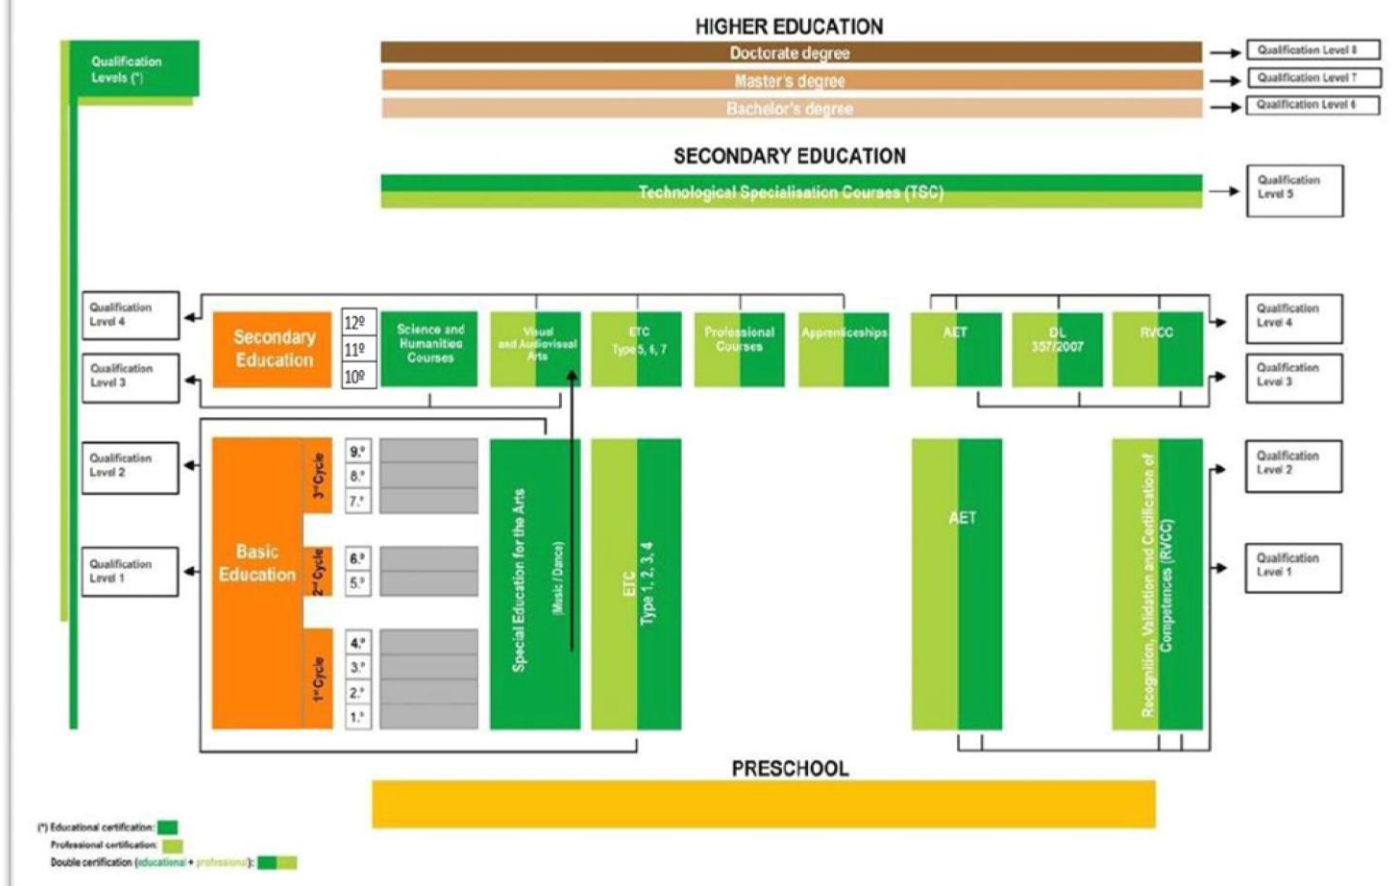 HIGHER EDUCATION
Qualification
Levels (*)
Doctorate degree
Qualification Level 8
Master's degree
Qualification Level 7
Bachelor's degree
Qualification Level 6
SECONDARY EDUCATION
Technological Specialisation Courses (TSC)
Qualification
Level 5
Qualification
Level 4
Qualification
Level 3
Secondary
Education
12º
11º
10º
Science and
Humanities
Courses
Visual
and Audiovisual
Arts
ETC
Type 5, 6, 7
Professional
Courses
Apprenticeships
AET
DL
357/2007
RVCC
Qualification
Level 4
Qualification
Level 3
Qualification
Level 2
Qualification
Level 1
Basic
Education
3rd Cycle
2nd Cycle
1st Cycle
9.º
8.º
7.º
6.º
5.º
4.º
3.º
2.º
1.º
Special Education for the Arts
(Music / Dance)
ETC
Type 1, 2, 3, 4
AET
Recognition, Validation and Certification of
Competences (RVCC)
Qualification
Level 2
Qualification
Level 1
PRESCHOOL
(*) Educational certification:
Professional certification:
Double certification (educational + professional):